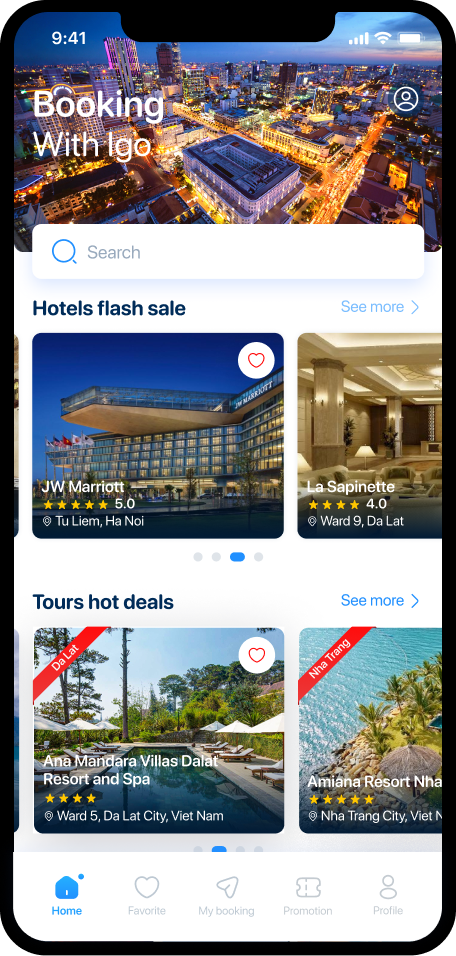 9:41
Booking
With Igo
Search
Hotels flash sale
See more
JW MARRIOTT
JW Marriott
5.0
Tu Liem, Ha Noi
La Sapinette
4.0
Ward 9, Da Lat
Tours hot deals
See more
Da Lat
Ana Mandara Villas Dalat
Resort and Spa
Ward 5, Da Lat City, Viet Nam
Nha Trang
Amiana Resort Nha
Nha Trang City, Viet N
Home
Favorite
My booking
Promotion
Profile